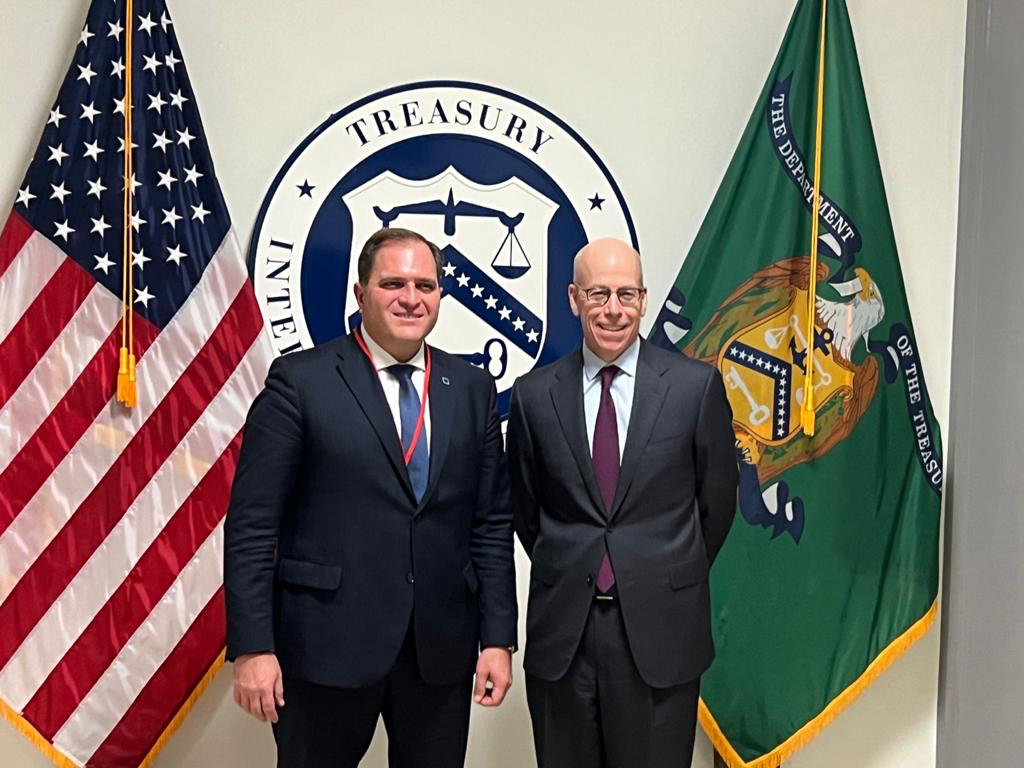 TREASURY
INTE
THE DEPARTMENT
OF THE TREASU